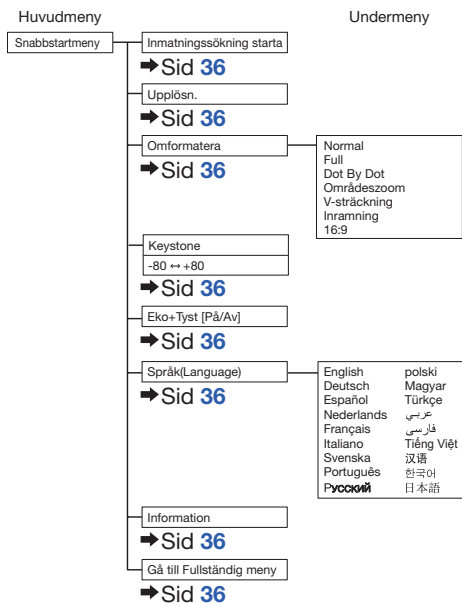 Huvudmeny
Undermeny
Snabbstartmeny
Inmatningssökning starta
➡Sid 36
Upplösn.
➡Sid 36
Omformatera
➡Sid 36
Normal
Full
Dot By Dot
Områdeszoom
V-sträckning
Inramning
16:9
Keystone
-80 ↔ +80
➡Sid 36
Eko+Tyst [På/Av]
➡Sid 36
Språk(Language)
➡Sid 36
English polski
Deutsch Magyar
Español Türkçe
Nederlands عربي
Français فارسی
Italiano Tiếng Việt
Svenska 汉语
Português 한국어
Русский 日本語
Information
➡Sid 36
Gå till Fullständig meny
➡Sid 36